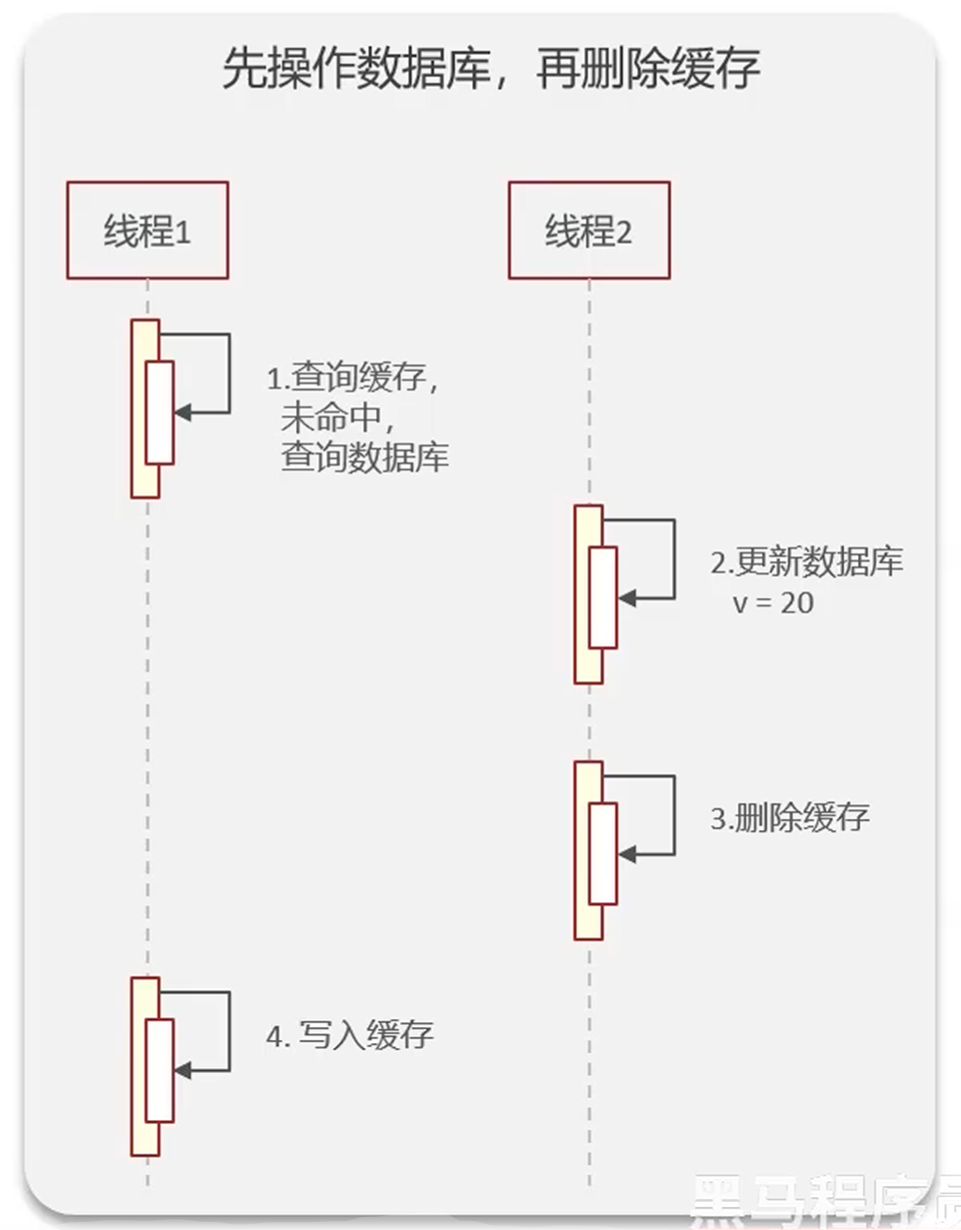 先操作数据库，再删除缓存
线程1
线程2
1.查询缓存，
未命中，
查询数据库
2.更新数据库
v = 20
3.删除缓存
4. 写入缓存
黑马程序员